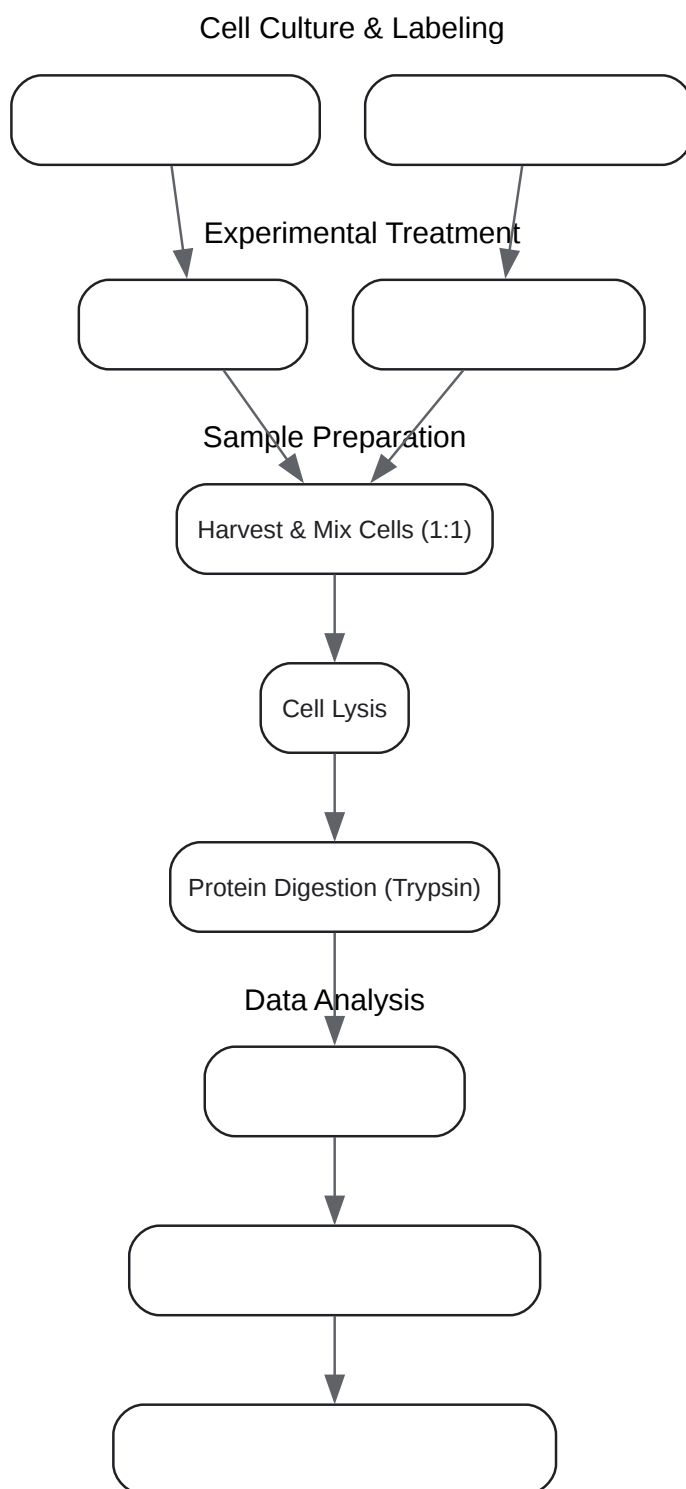 Cell Culture & Labeling
Experimental Treatment
Sample Preparation
Harvest & Mix Cells (1:1)
Cell Lysis
Protein Digestion (Trypsin)
Data Analysis